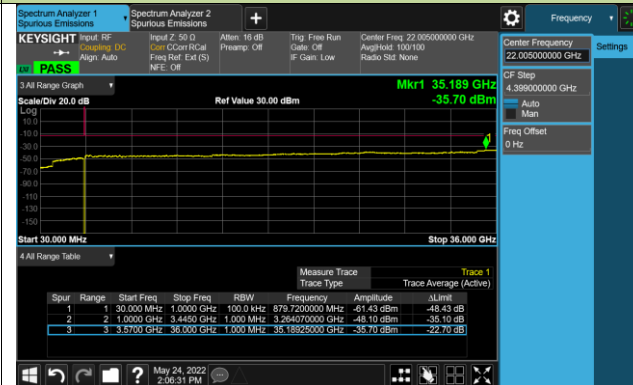 Spectrum Analyzer 1
Spurious Emissions
Spectrum Analyzer 2
Spurious Emissions
+
Frequency
KEYSIGHT
Input: RF
Coupling: DC
Align: Auto
Input Z: 50 Ω
Corr CCorr RCal
Freq Ref: Ext (S)
NFE: Off
Atten: 16 dB
Preamp: Off
Trig: Free Run
Gate: Off
IF Gain: Low
Center Freq: 22.005000000 GHz
Avg|Hold: 100/100
Radio Std: None
PASS
Center Frequency
22.005000000 GHz
Settings
CF Step
4.399000000 GHz
Auto
Man
Freq Offset
0 Hz
3 All Range Graph
Mkr1 35.189 GHz
Scale/Div 20.0 dB
Ref Value 30.00 dBm
-35.70 dBm
Log
10.0
-10.0
-30.0
-50.0
-70.0
-90.0
-110
-130
-150
1
Start 30.000 MHz
Stop 36.000 GHz
4 All Range Table
Measure Trace
Trace 1
Trace Type
Trace Average (Active)
Spur Range Start Freq Stop Freq RBW Frequency Amplitude ΔLimit
1 1 30.000 MHz 1.0000 GHz 100.0 kHz 879.7200000 MHz -61.43 dBm -48.43 dB
2 2 1.0000 GHz 3.4450 GHz 1.000 MHz 3.264070000 GHz -48.10 dBm -35.10 dB
3 3 3.5700 GHz 36.000 GHz 1.000 MHz 35.18925000 GHz -35.70 dBm -22.70 dB
?
May 24, 2022
2:06:31 PM